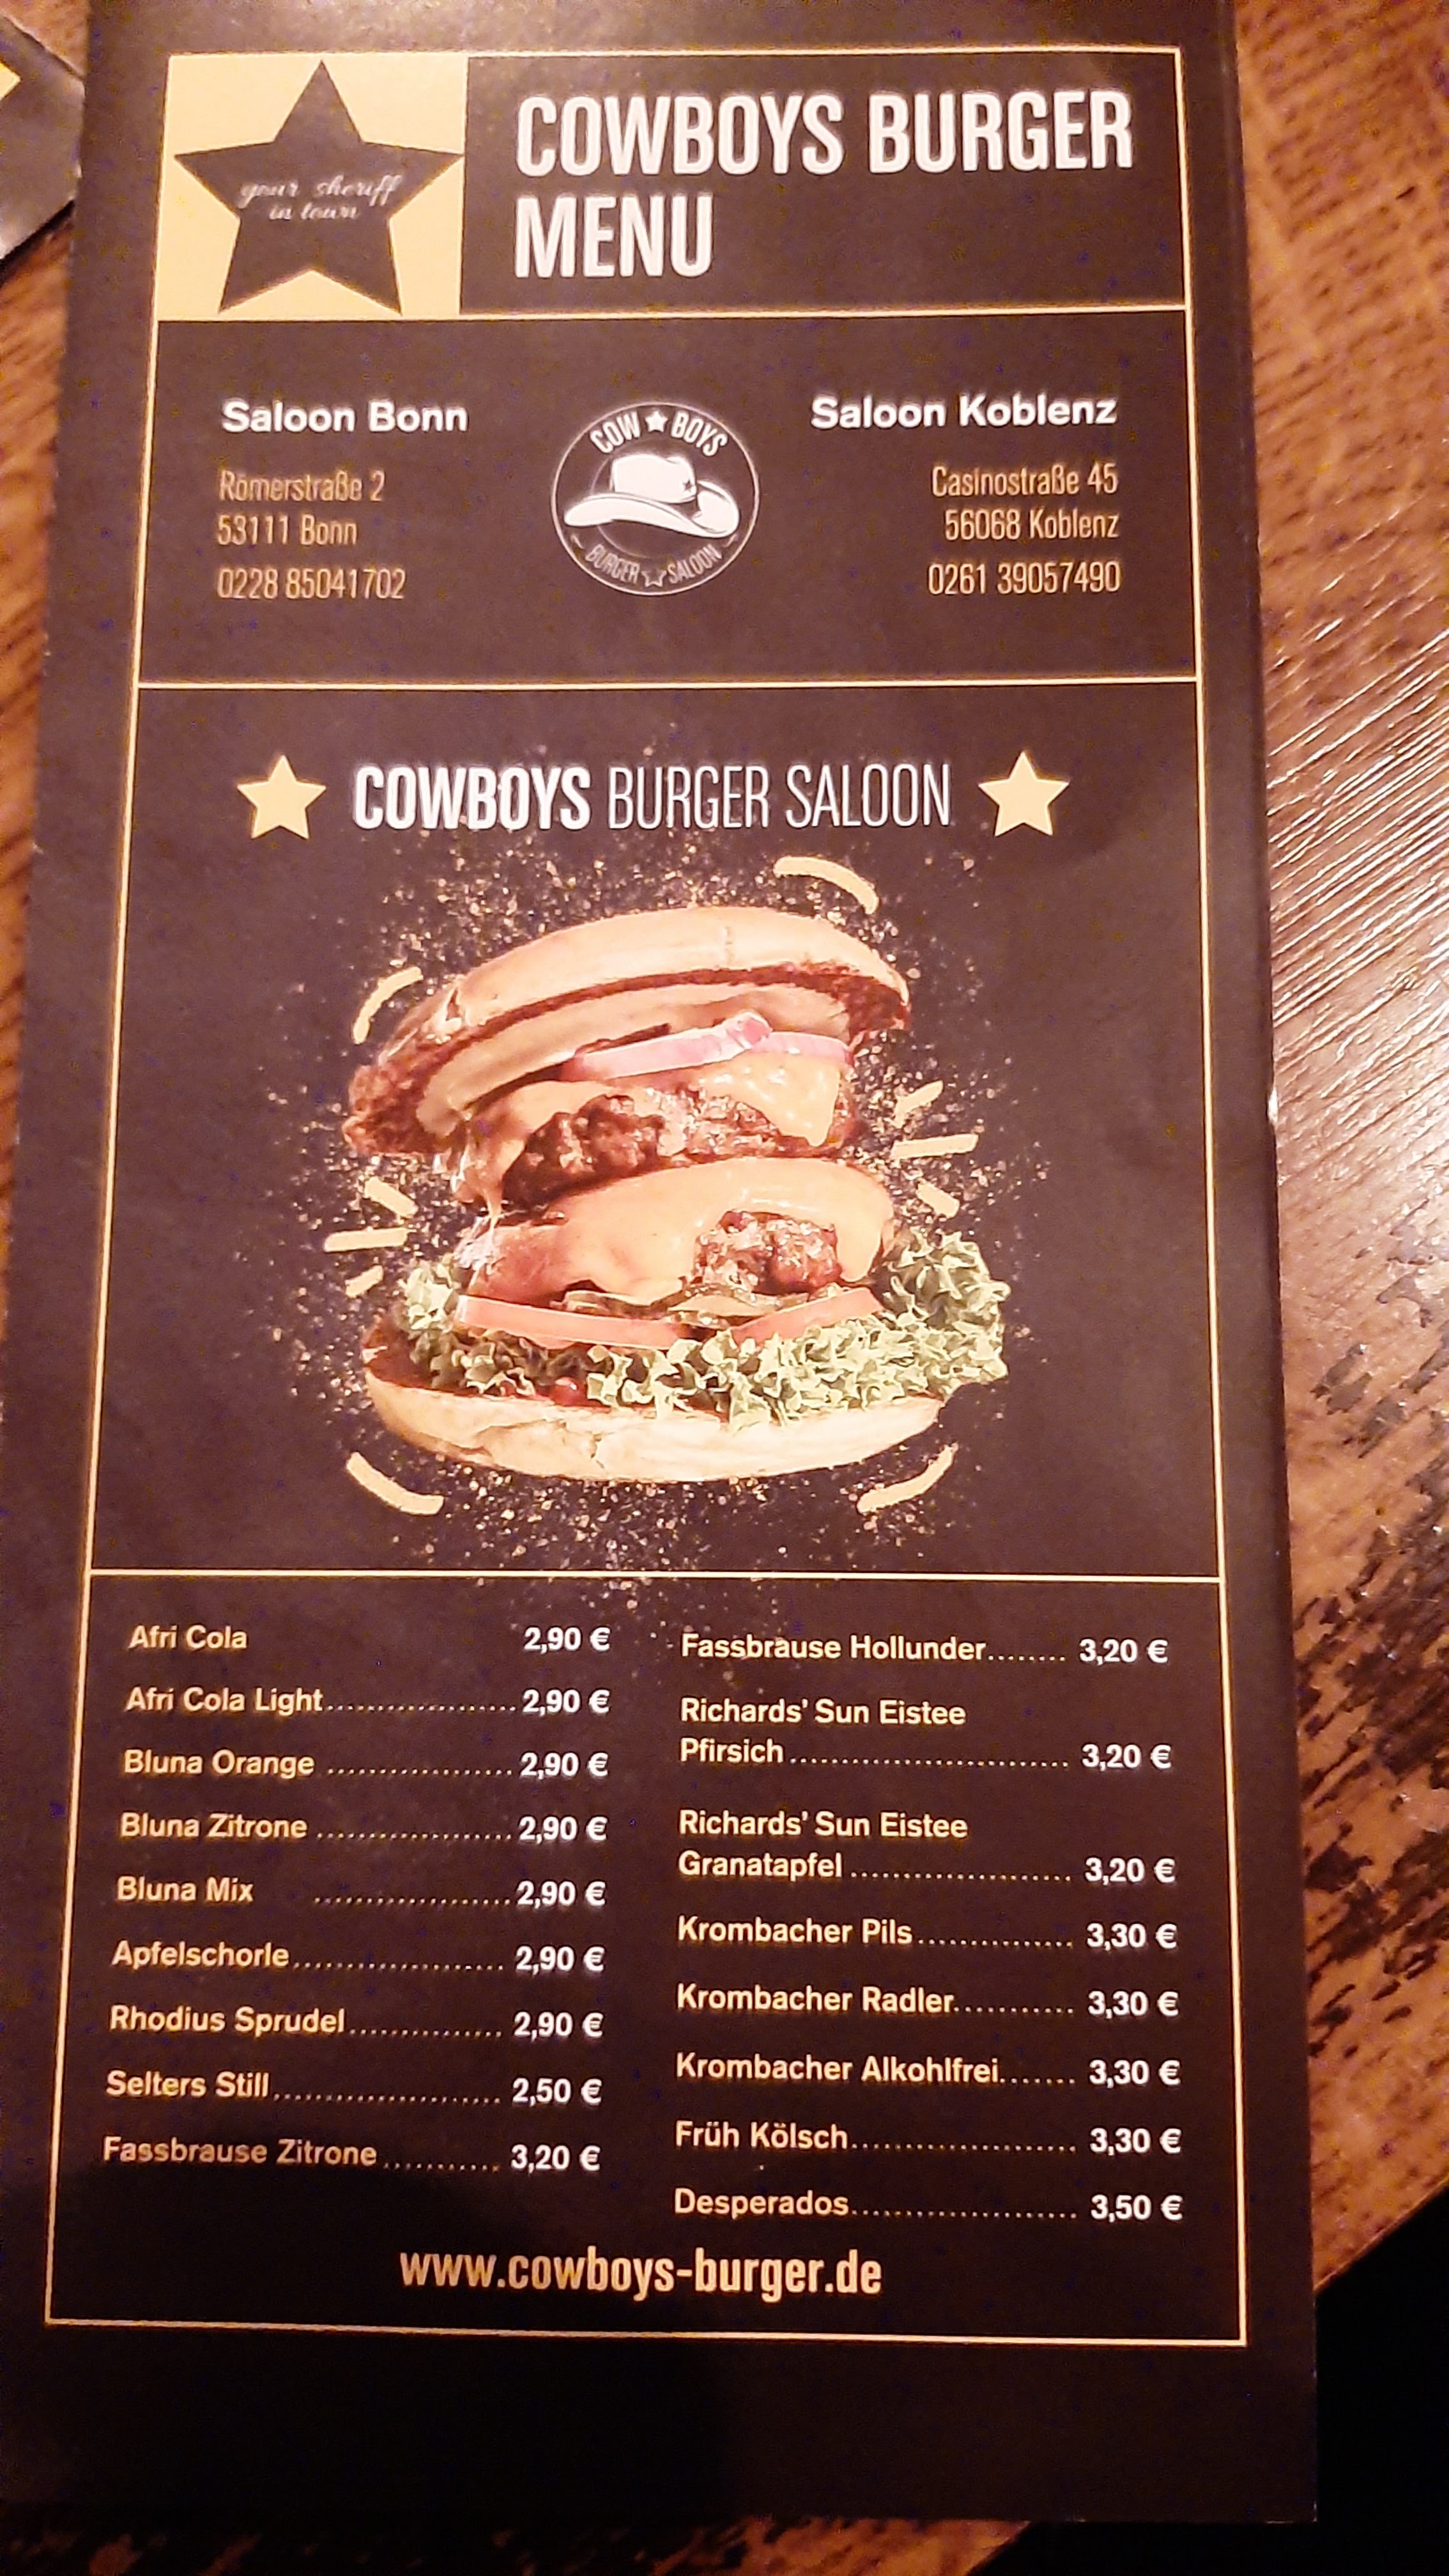 your sheriff
in town
COWBOYS BURGER
MENU
Saloon Bonn
Römerstraße 2
53111 Bonn
0228 85041702
COW BOYS
BURGER SALOON
Saloon Koblenz
Casinostraße 45
56068 Koblenz
0261 39057490
COWBOYS BURGER SALOON
Afri Cola 2,90 €
Afri Cola Light................... 2,90 €
Bluna Orange .................. 2,90 €
Bluna Zitrone ................... 2,90 €
Bluna Mix ................... 2,90 €
Apfelschorle..................... 2,90 €
Rhodius Sprudel............... 2,90 €
Selters Still...................... 2,50 €
Fassbrause Zitrone ........... 3,20 €
Fassbrause Hollunder........ 3,20 €
Richards' Sun Eistee
Pfirsich ........................... 3,20 €
Richards' Sun Eistee
Granatapfel ...................... 3,20 €
Krombacher Pils............... 3,30 €
Krombacher Radler............ 3,30 €
Krombacher Alkohlfrei....... 3,30 €
Früh Kölsch...................... 3,30 €
Desperados...................... 3,50 €
www.cowboys-burger.de